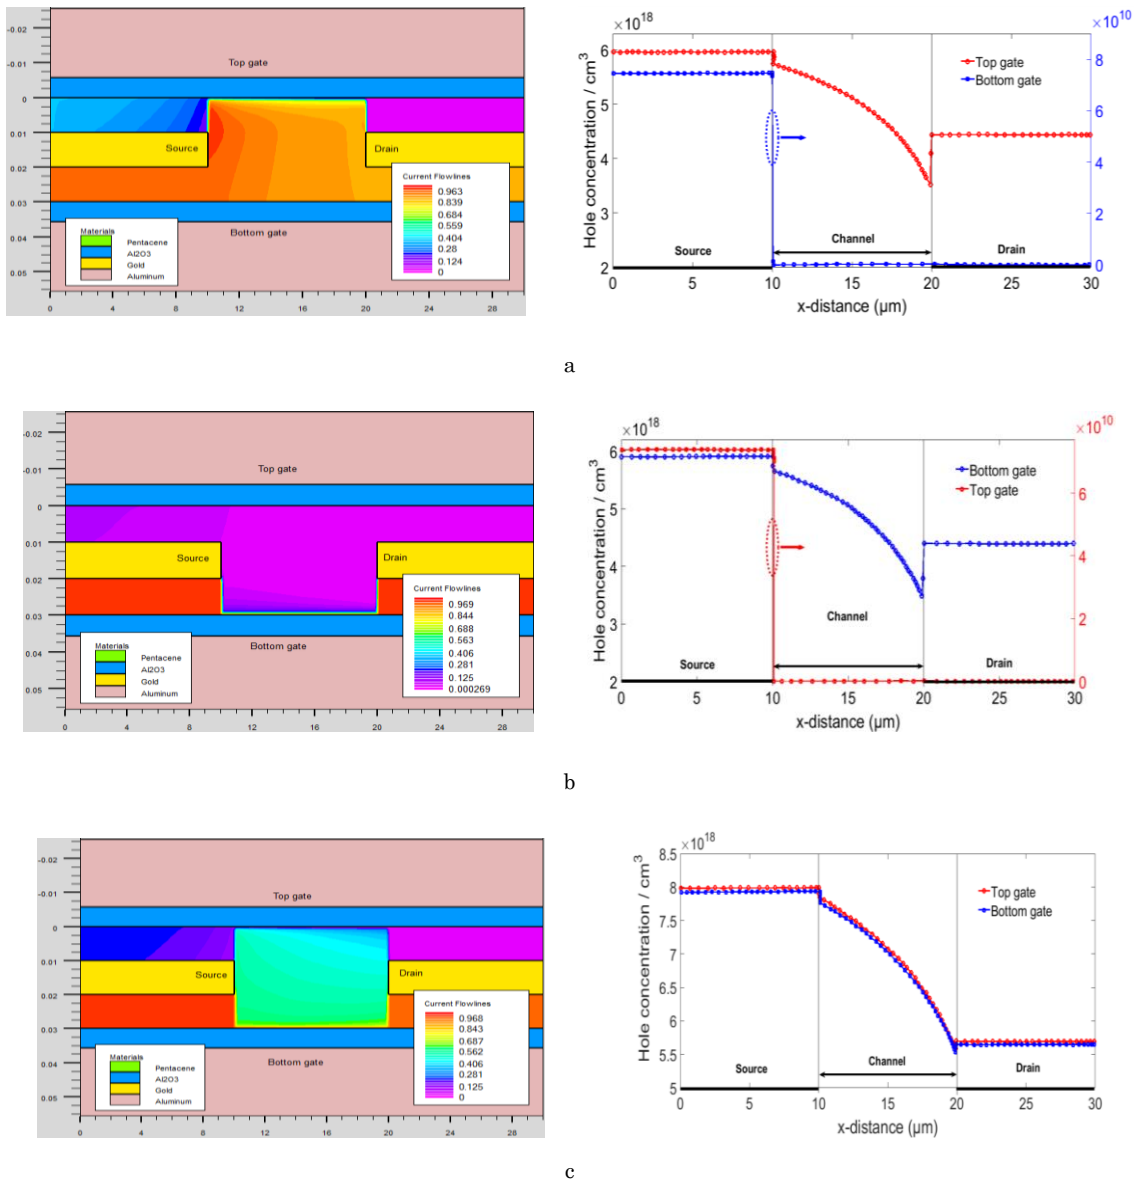 -0.02
-0.01
0
0.01
0.02
0.03
0.04
0.05
Top gate
Source
Drain
Bottom gate
Current Flowlines
0.963
0.839
0.684
0.559
0.404
0.28
0.124
0
Materials
Pentacene
Al2O3
Gold
Aluminum
0 4 8 12 16 20 24 28
×10^18
×10^10
6
5
4
3
2
8
6
4
2
0
Hole concentration / cm^3
Top gate
Bottom gate
Source
Channel
Drain
0 5 10 15 20 25 30
x-distance (μm)
a
-0.02
-0.01
0
0.01
0.02
0.03
0.04
0.05
Top gate
Source
Drain
Bottom gate
Current Flowlines
0.969
0.844
0.688
0.563
0.406
0.281
0.125
0.000269
Materials
Pentacene
Al2O3
Gold
Aluminum
0 4 8 12 16 20 24 28
×10^18
×10^10
6
5
4
3
2
6
4
2
0
Hole concentration / cm^3
Bottom gate
Top gate
Channel
Source
Drain
0 5 10 15 20 25 30
x-distance (μm)
b
-0.02
-0.01
0
0.01
0.02
0.03
0.04
0.05
Top gate
Source
Drain
Bottom gate
Current Flowlines
0.968
0.843
0.687
0.562
0.406
0.281
0.125
0
Materials
Pentacene
Al2O3
Gold
Aluminum
0 4 8 12 16 20 24 28
×10^18
8.5
8
7.5
7
6.5
6
5.5
5
Hole concentration / cm^3
Top gate
Bottom gate
Source
Channel
Drain
0 5 10 15 20 25 30
x-distance (μm)
c